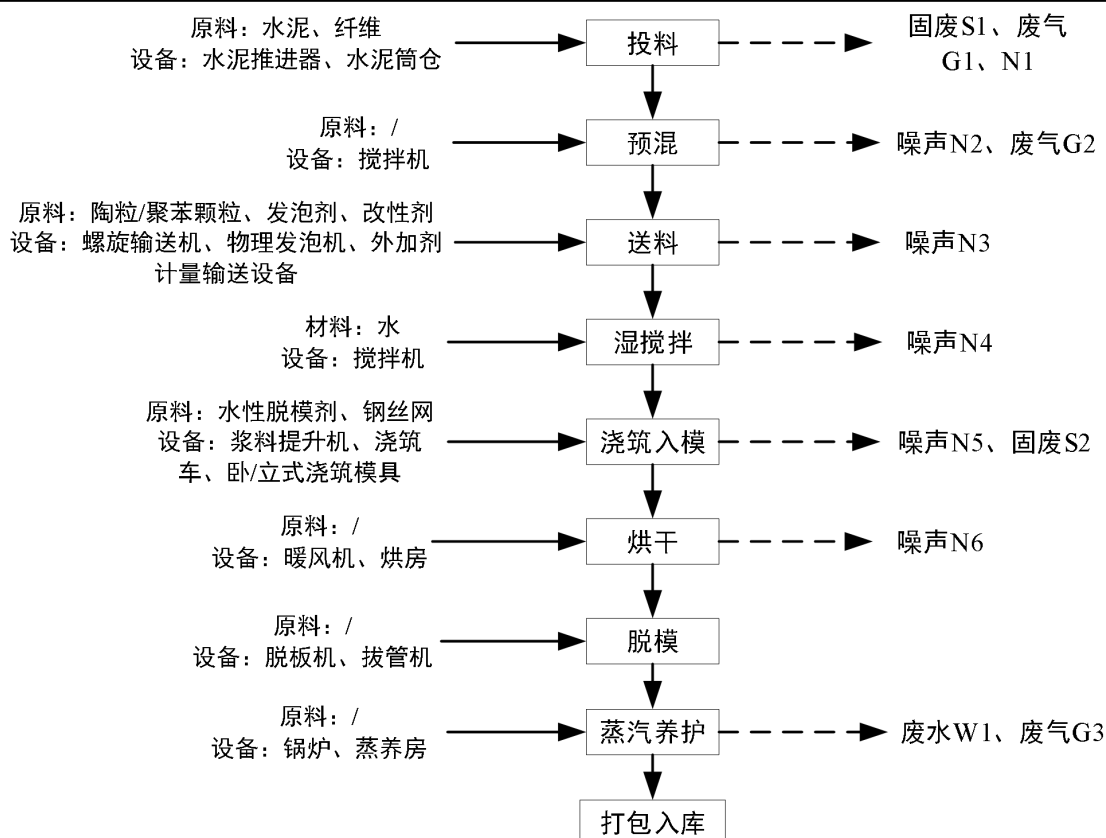 原料：水泥、纤维
设备：水泥推进器、水泥筒仓
投料
固废S1、废气
G1、N1
原料：/
设备：搅拌机
预混
噪声N2、废气G2
原料：陶粒/聚苯颗粒、发泡剂、改性剂
设备：螺旋输送机、物理发泡机、外加剂
计量输送设备
送料
噪声N3
材料：水
设备：搅拌机
湿搅拌
噪声N4
原料：水性脱模剂、钢丝网
设备：浆料提升机、浇筑
车、卧/立式浇筑模具
浇筑入模
噪声N5、固废S2
原料：/
设备：暖风机、烘房
烘干
噪声N6
原料：/
设备：脱板机、拔管机
脱模
原料：/
设备：锅炉、蒸养房
蒸汽养护
废水W1、废气G3
打包入库